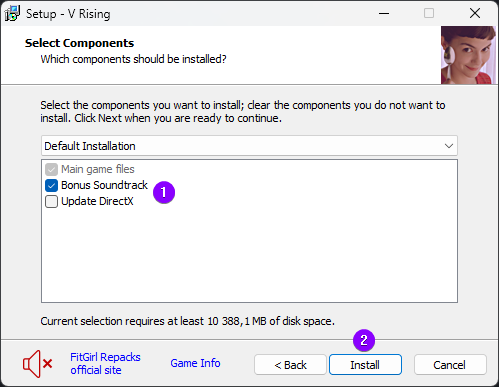 Setup - V Rising
Select Components
Which components should be installed?
Select the components you want to install; clear the components you do not want to
install. Click Next when you are ready to continue.
Default Installation
Main game files
Bonus Soundtrack
1
Update DirectX
Current selection requires at least 10 388,1 MB of disk space.
2
FitGirl Repacks
official site
Game Info
< Back
Install
Cancel